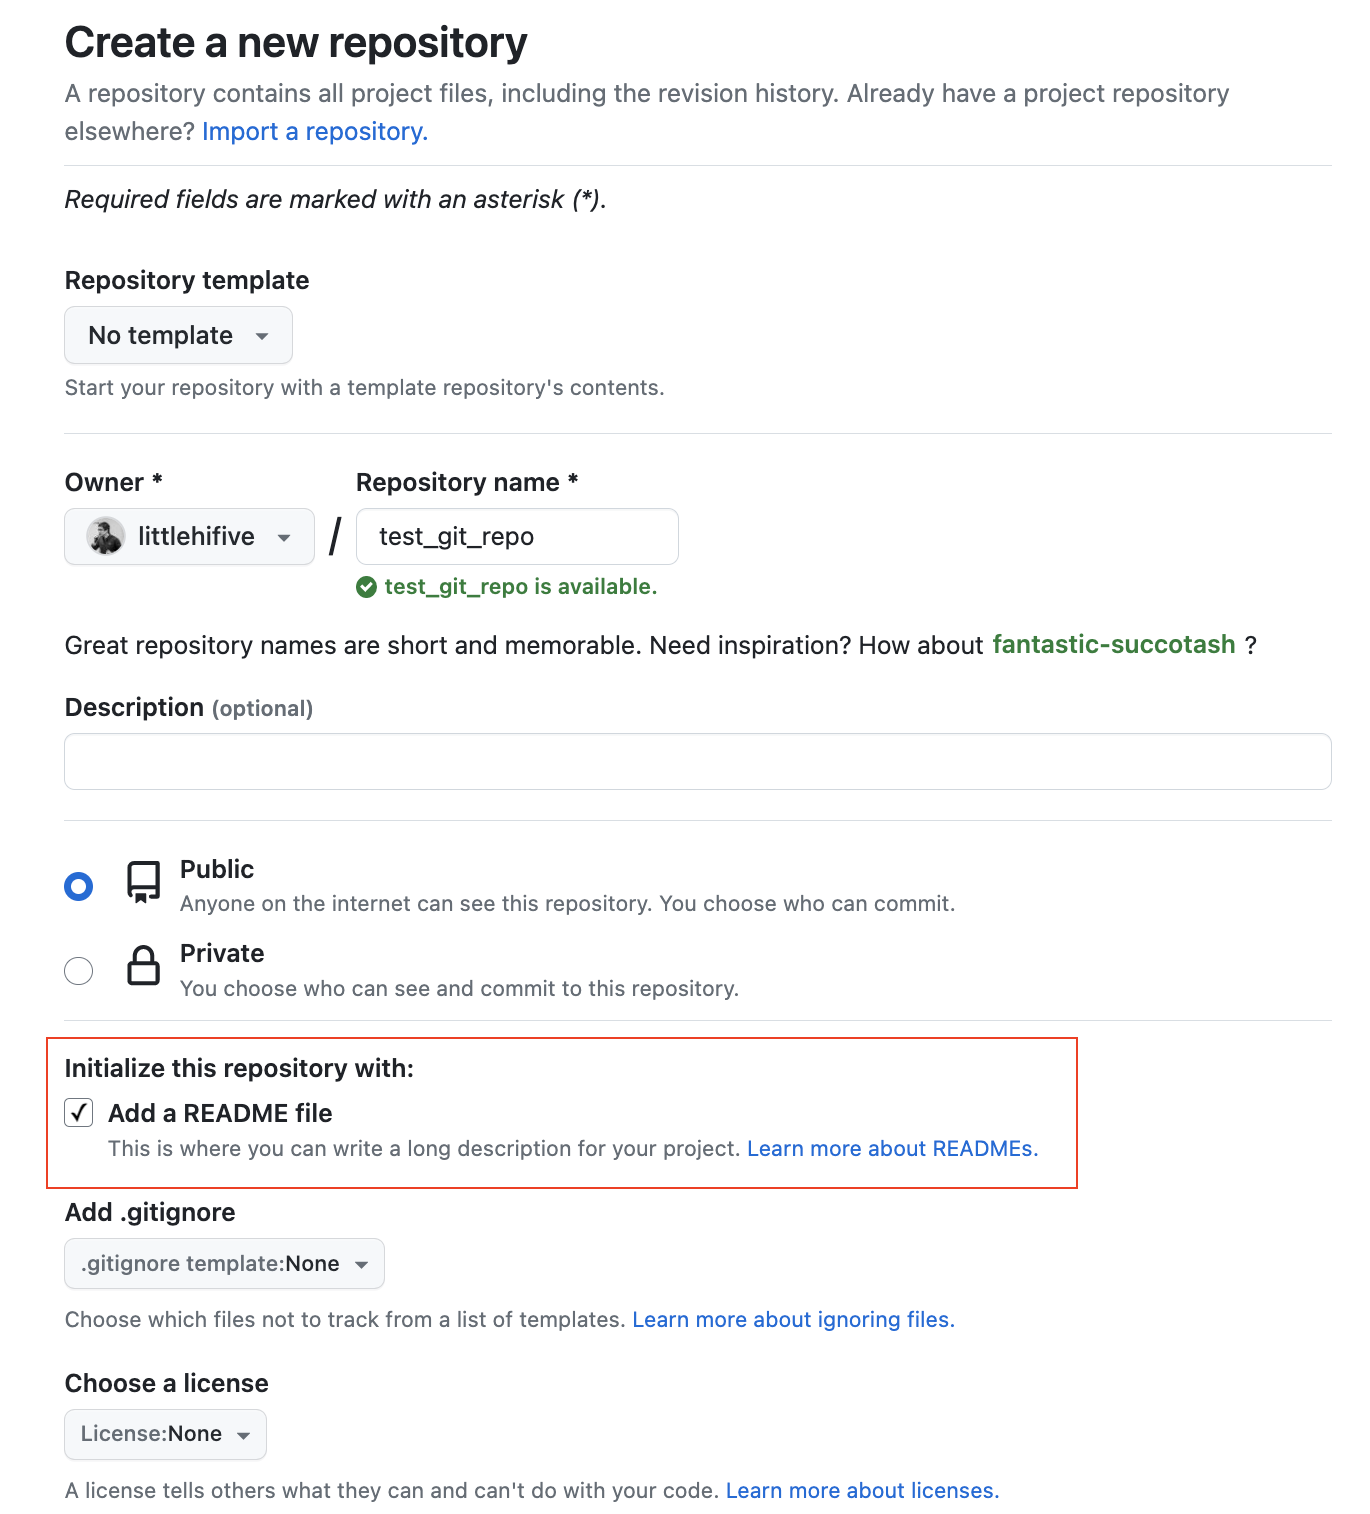 Create a new repository
A repository contains all project files, including the revision history. Already have a project repository
elsewhere? Import a repository.
Required fields are marked with an asterisk (*).
Repository template
No template
Start your repository with a template repository's contents.
Owner *
Repository name *
littlehifive
/
test_git_repo
test_git_repo is available.
Great repository names are short and memorable. Need inspiration? How about fantastic-succotash ?
Description (optional)
Public
Anyone on the internet can see this repository. You choose who can commit.
Private
You choose who can see and commit to this repository.
Initialize this repository with:
Add a README file
This is where you can write a long description for your project. Learn more about READMEs.
Add .gitignore
.gitignore template:None
Choose which files not to track from a list of templates. Learn more about ignoring files.
Choose a license
License:None
A license tells others what they can and can't do with your code. Learn more about licenses.